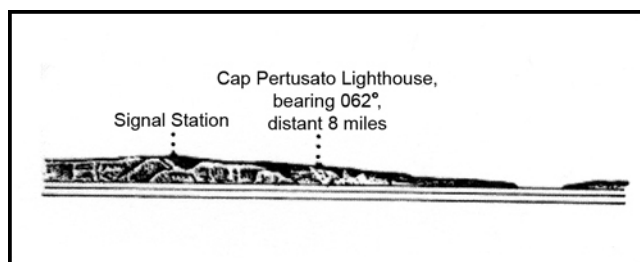 Cap Pertusato Lighthouse,
bearing 062°,
distant 8 miles
Signal Station